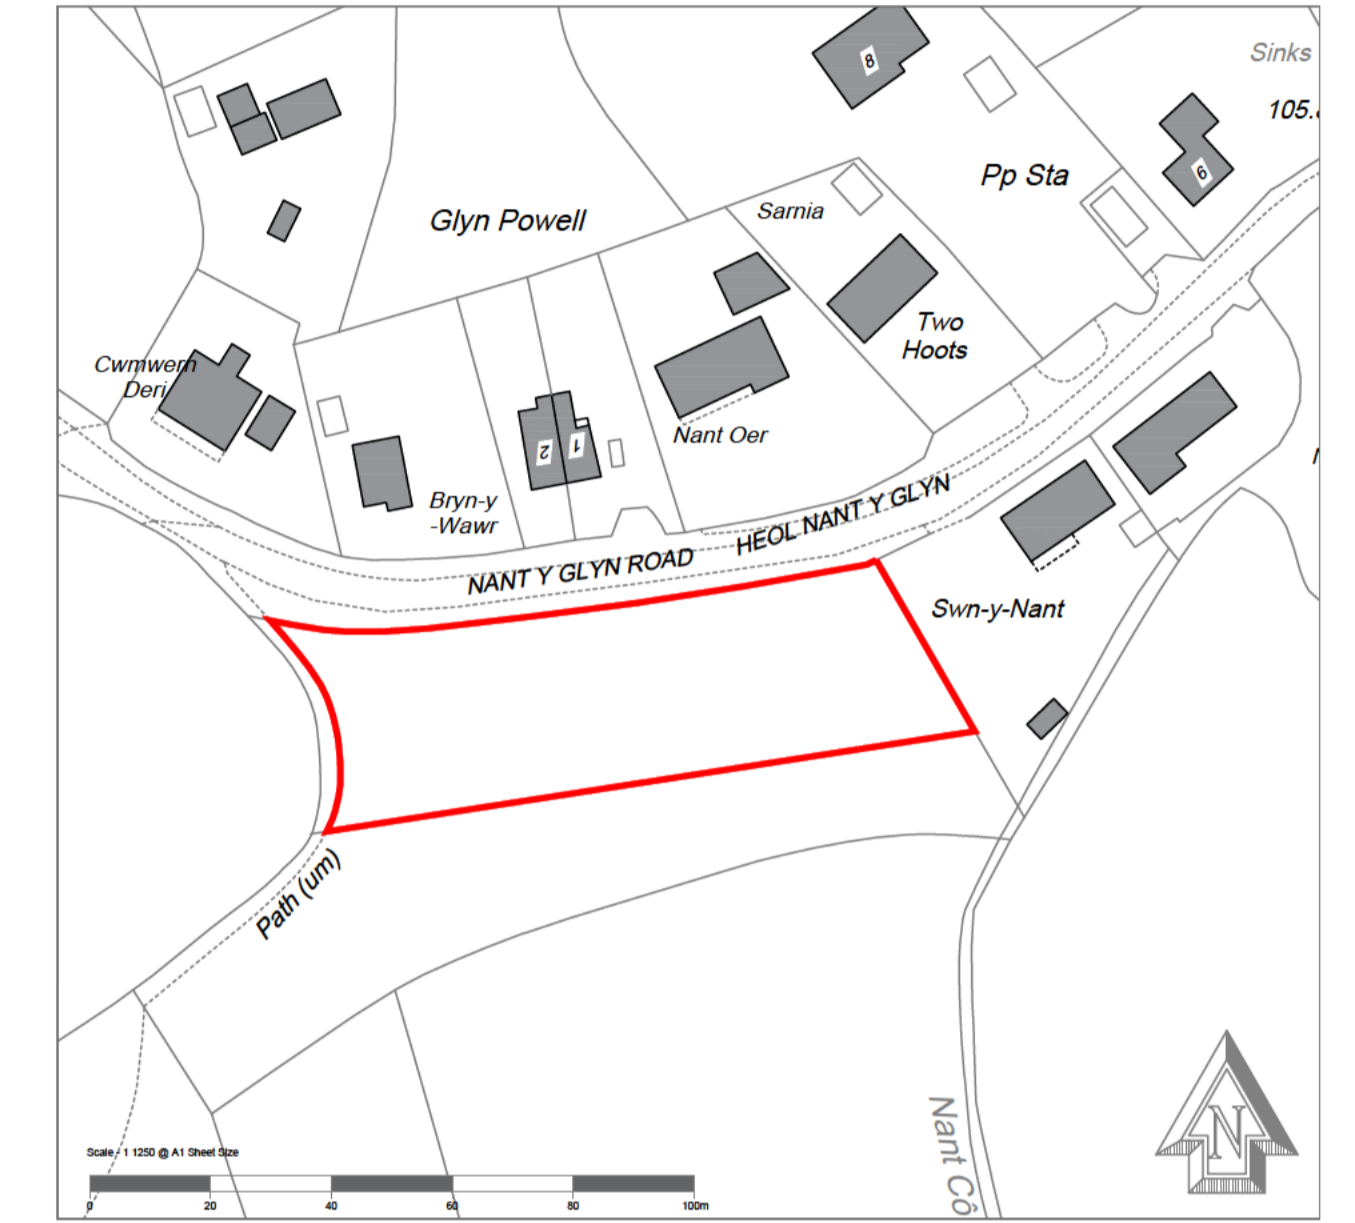 Sinks
8
105.
6
Pp Sta
Sarnia
Glyn Powell
Two
Hoots
Cwmwern
Deri
Nant Oer
2
1
Bryn-y
-Wawr
HEOL NANT Y GLYN
NANT Y GLYN ROAD
Swn-y-Nant
Path (um)
Nant Cô
N
Scale - 1 1250 @ A1 Sheet Size
0 20 40 60 80 100m